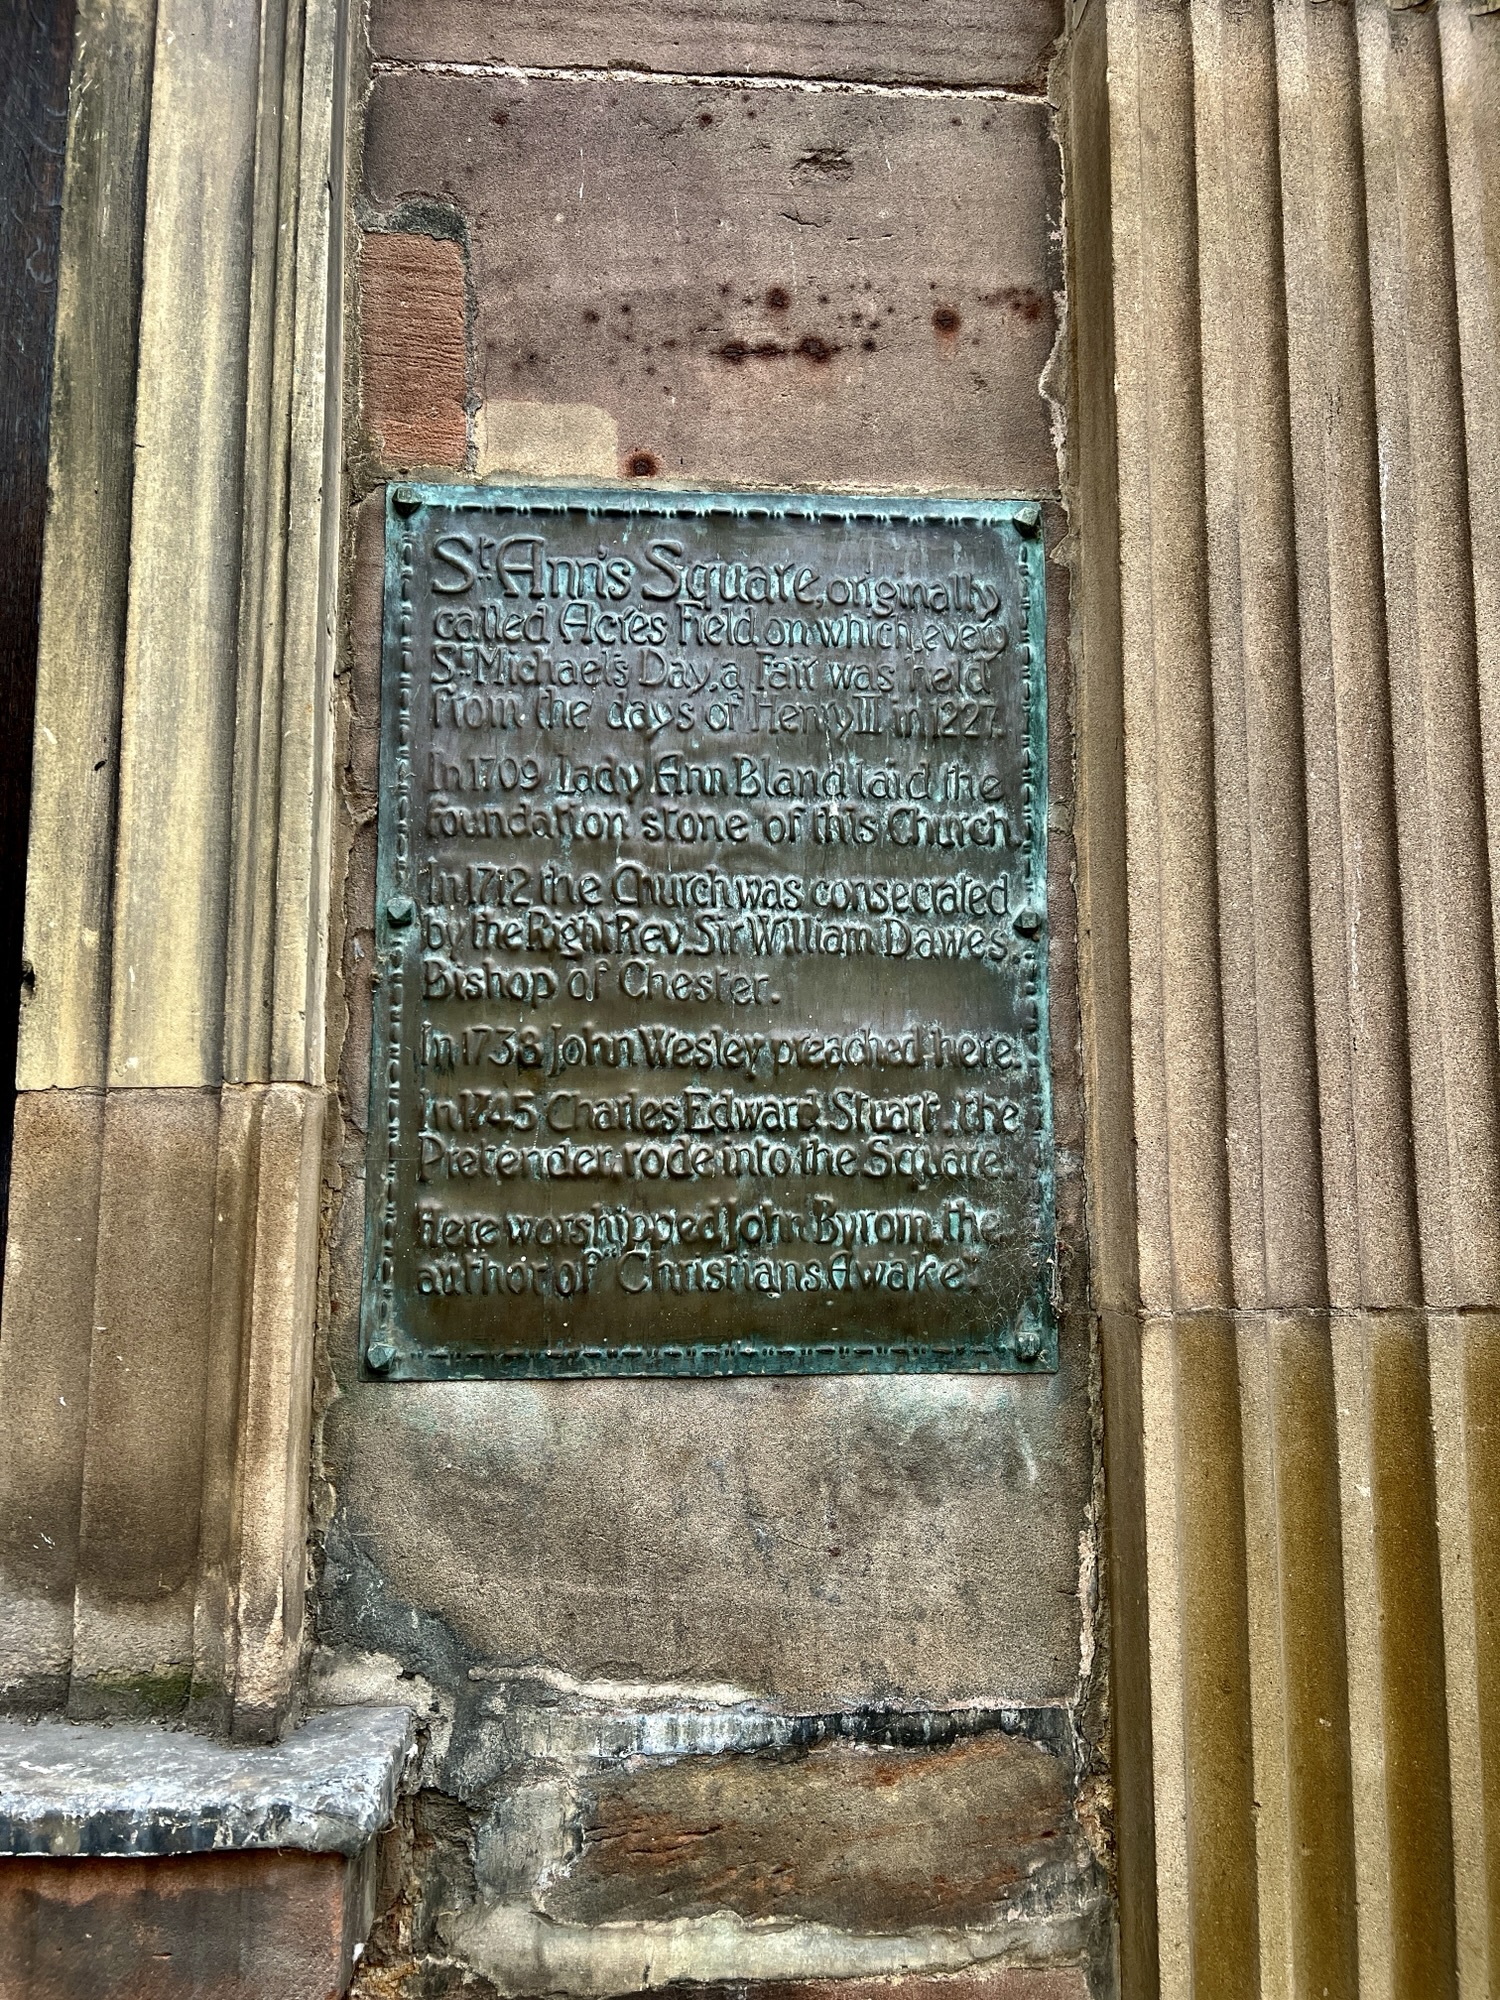 St. Ann's Square, originally
called Acres Field, on which, every
St. Michael's Day, a Fair was held
from the days of Henry III in 1227.
In 1709 Lady Ann Bland laid the
foundation stone of this Church.
In 1712 the Church was consecrated
by the Right Rev. Sir William Dawes.
Bishop of Chester.
In 1738 John Wesley preached here.
In 1745 Charles Edward Stuart, the
Pretender, rode into the Square.
Here worshipped John Byrom, the
author of "Christians Awake."